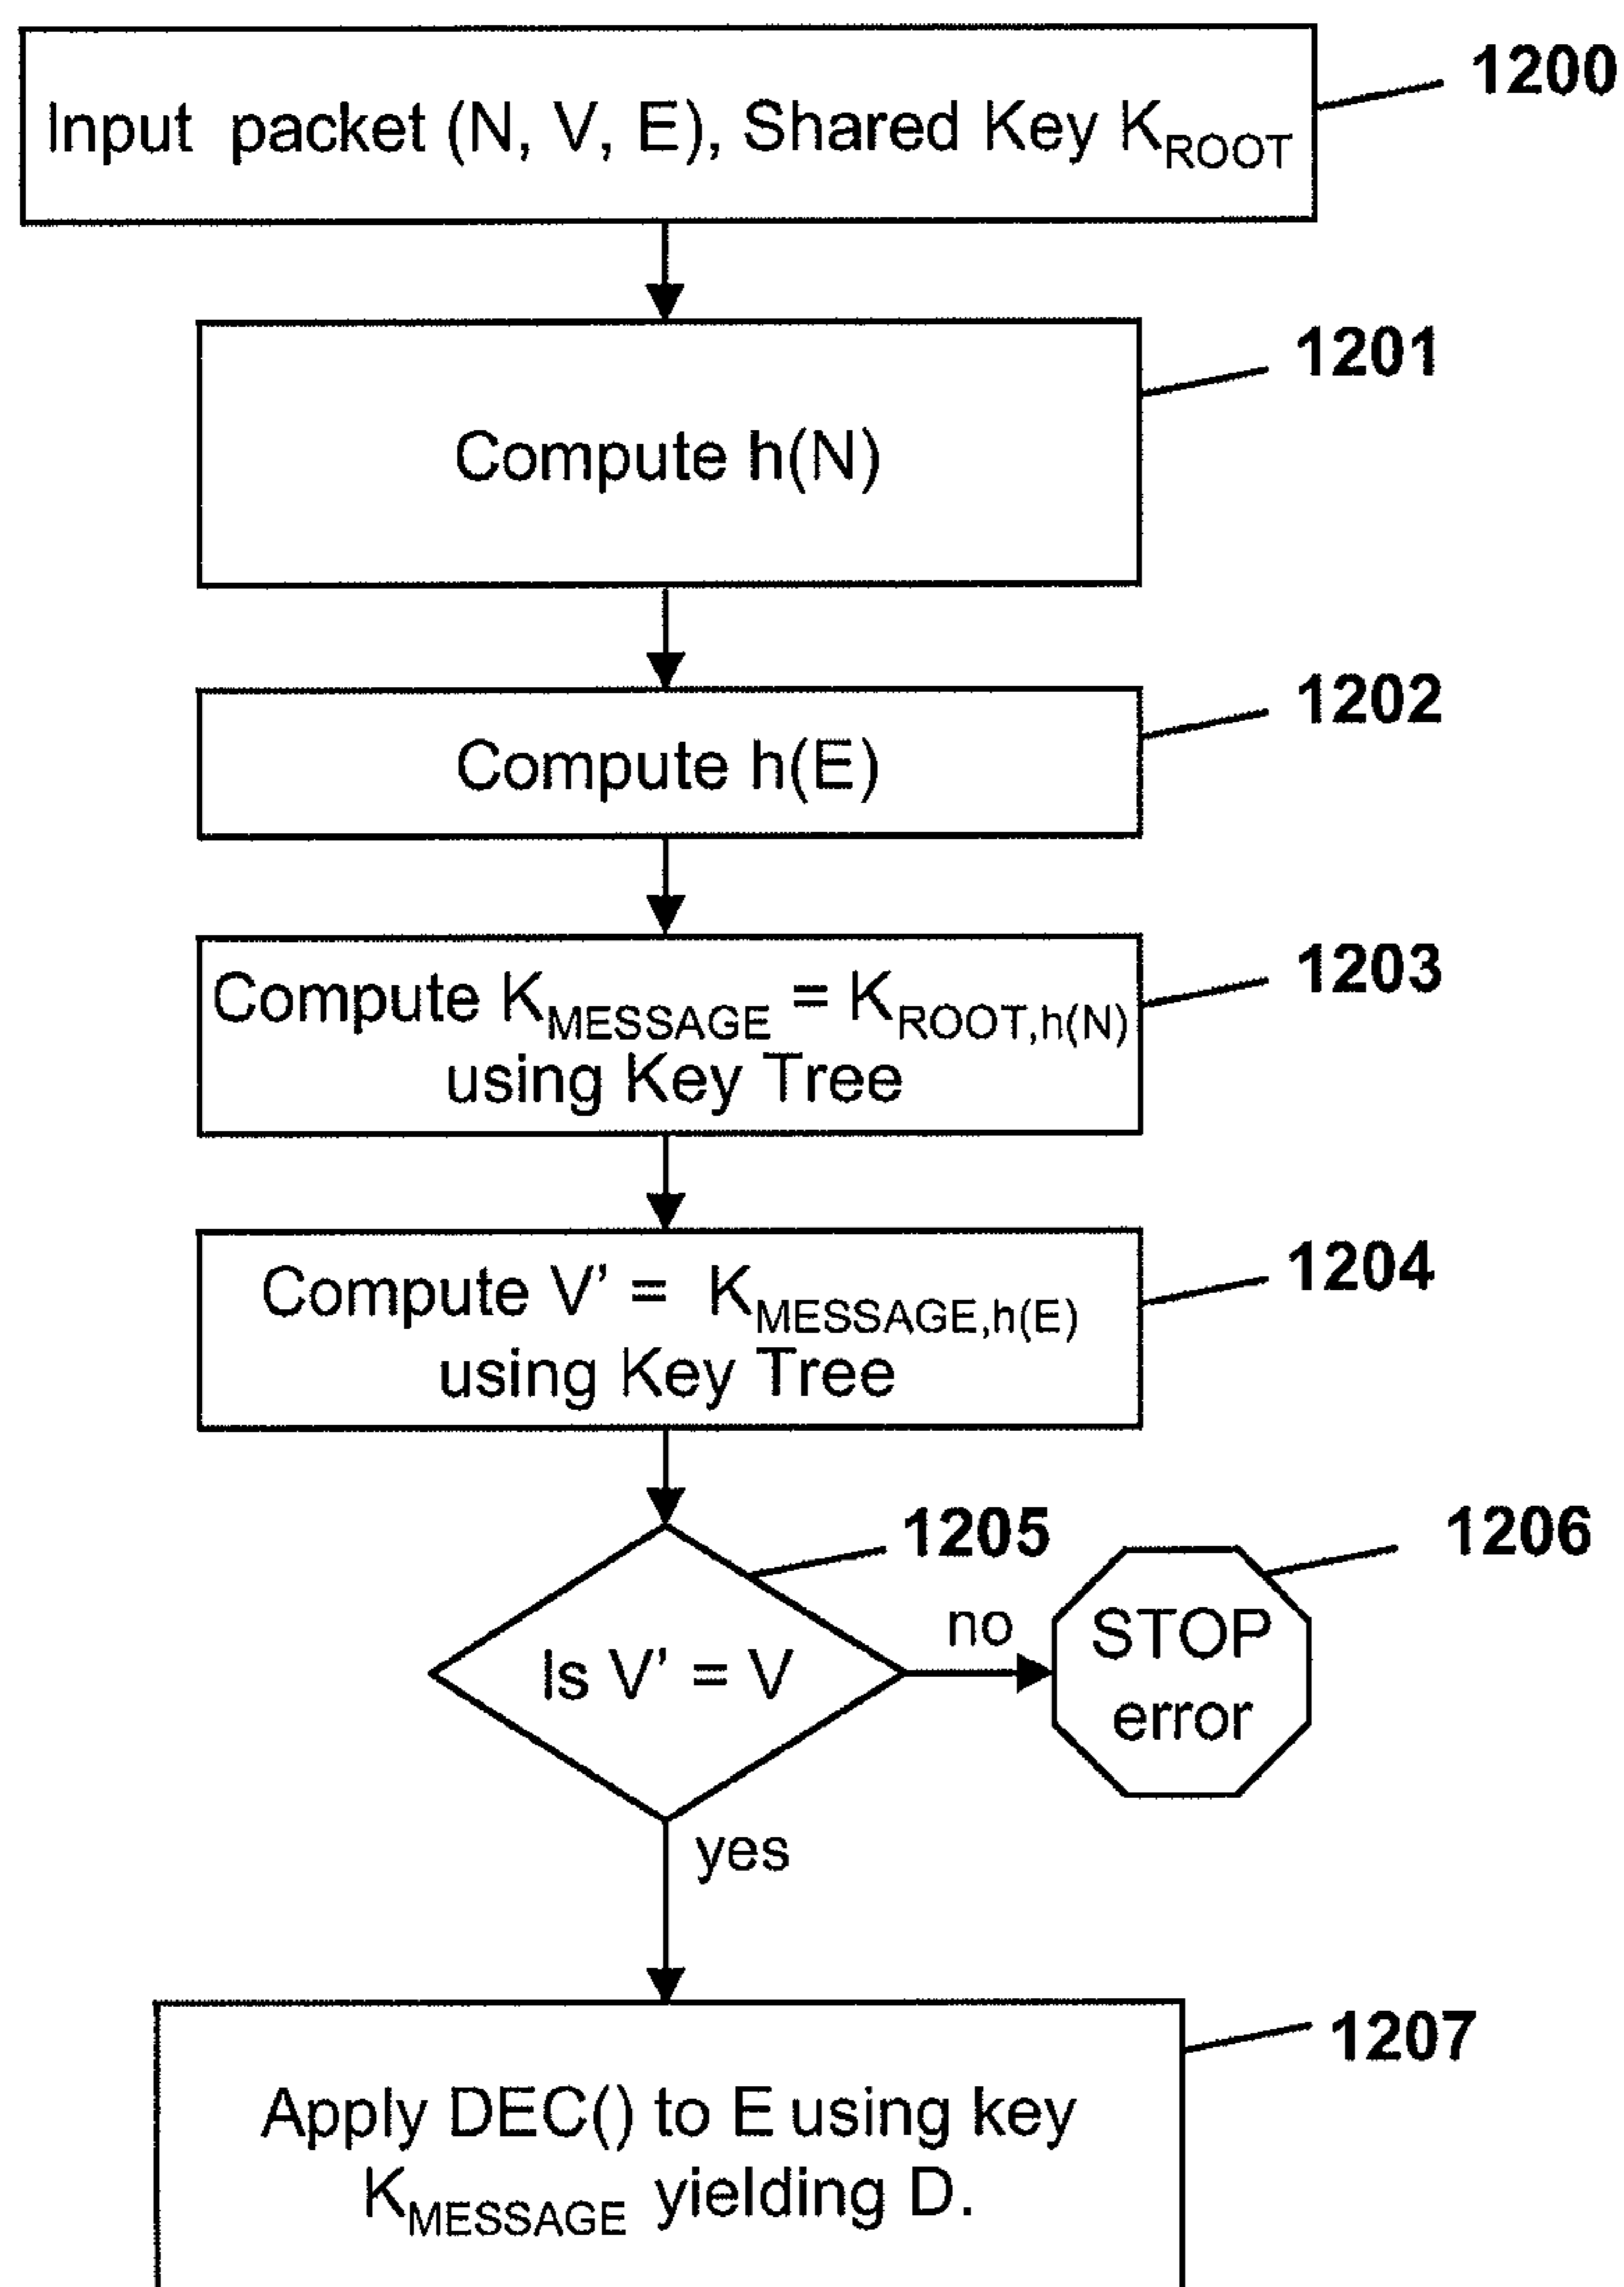 1200
Input packet (N, V, E), Shared Key KROOT
1201
Compute h(N)
1202
Compute h(E)
1203
Compute KMESSAGE = KROOT,h(N)
using Key Tree
1204
Compute V' = KMESSAGE,h(E)
using Key Tree
1205
1206
Is V' = V
no
STOP
error
yes
1207
Apply DEC() to E using key
KMESSAGE yielding D.